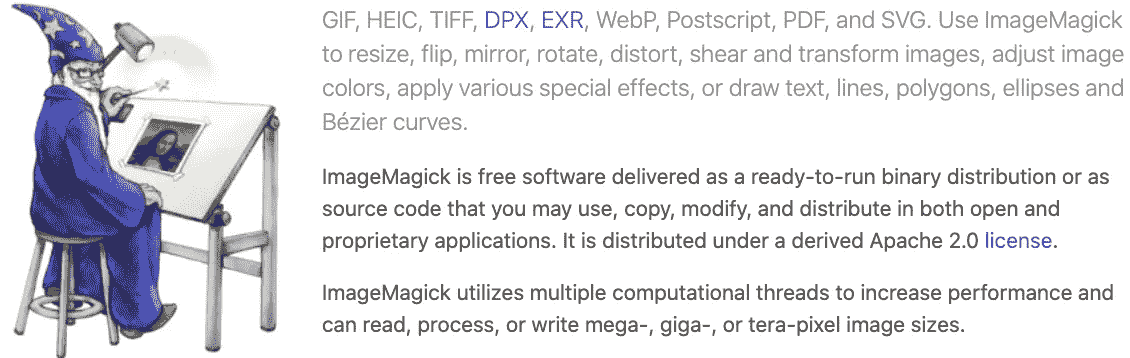 GIF, HEIC, TIFF, DPX, EXR, WebP, Postscript, PDF, and SVG. Use ImageMagick
to resize, flip, mirror, rotate, distort, shear and transform images, adjust image
colors, apply various special effects, or draw text, lines, polygons, ellipses and
Bézier curves.
ImageMagick is free software delivered as a ready-to-run binary distribution or as
source code that you may use, copy, modify, and distribute in both open and
proprietary applications. It is distributed under a derived Apache 2.0 license.
ImageMagick utilizes multiple computational threads to increase performance and
can read, process, or write mega-, giga-, or tera-pixel image sizes.